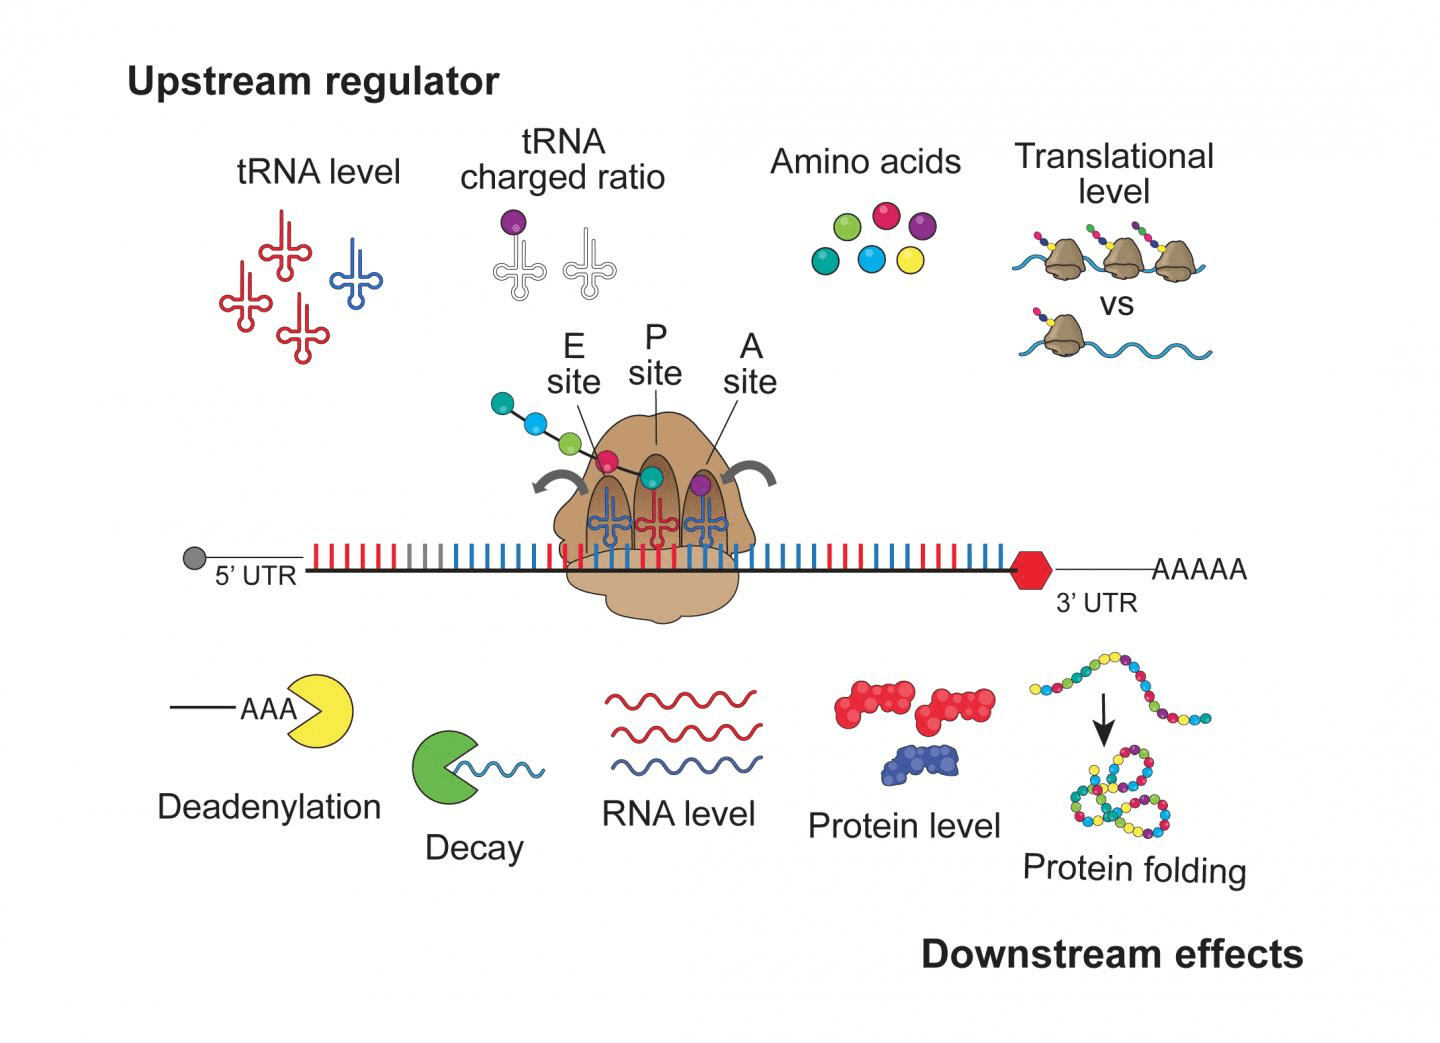 Upstream regulator
tRNA level
tRNA
charged ratio
Amino acids
Translational
level
vs
E
site
P
site
A
site
5’ UTR
AAAAA
3’ UTR
AAA
Deadenylation
Decay
RNA level
Protein level
Protein folding
Downstream effects